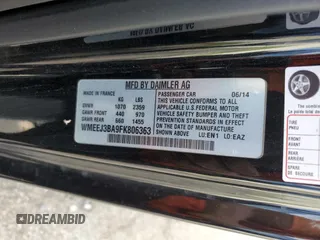 MADE IN FRANCE
MFD BY DAIMLER AG
PASSENGER CAR 06/14
KG LBS
GVWR 1070 2359
GAWR FRONT 440 970
GAWR REAR 660 1455
THIS VEHICLE CONFORMS TO ALL
APPLICABLE U.S. FEDERAL MOTOR
VEHICLE SAFETY, BUMPER, AND
THEFT PREVENTION STANDARDS IN
EFFECT ON THE DATE OF
MANUFACTURE SHOWN ABOVE
WMEEJ3BA9FK806363
LU: EN1 LD: EAZ
DREAMBID